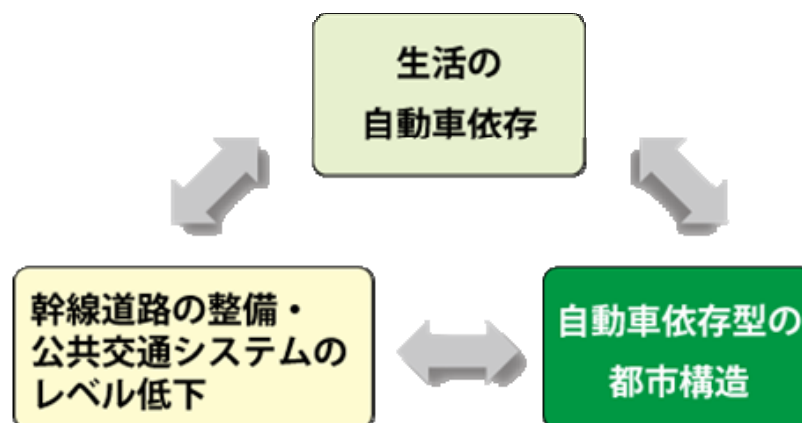 生活の
自動車依存
幹線道路の整備・
公共交通システムの
レベル低下
自動車依存型の
都市構造